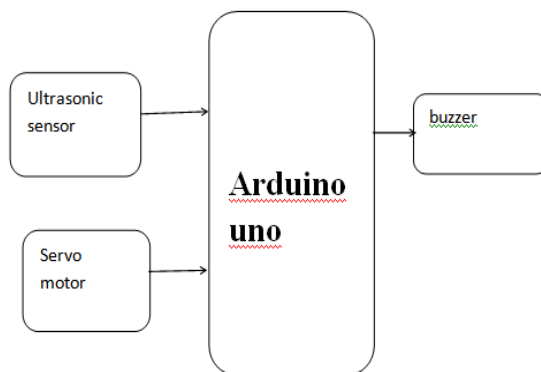 Ultrasonic
sensor
Servo
motor
Arduino
uno
buzzer